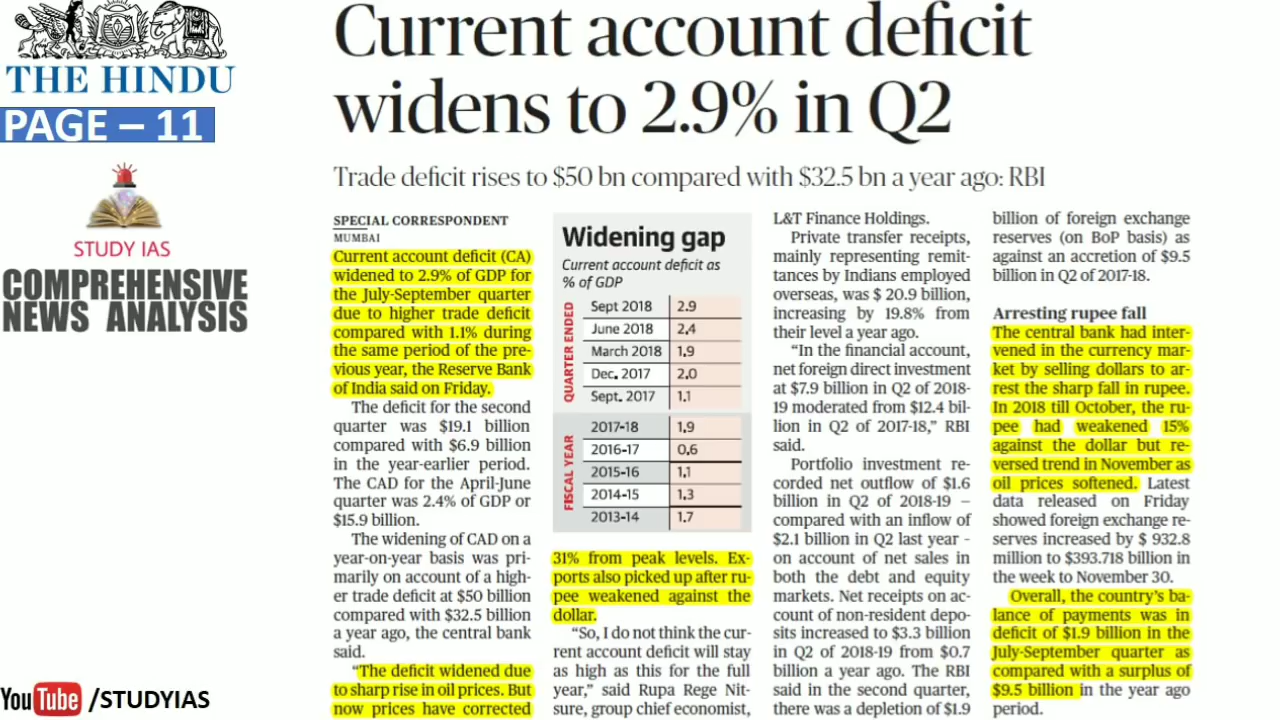 THE HINDU
PAGE – 11
STUDY IAS
COMPREHENSIVE
NEWS ANALYSIS
YouTube /STUDYIAS
Current account deficit
widens to 2.9% in Q2
Trade deficit rises to $50 bn compared with $32.5 bn a year ago: RBI
SPECIAL CORRESPONDENT
MUMBAI
Current account deficit (CA)
widened to 2.9% of GDP for
the July-September quarter
due to higher trade deficit
compared with 1.1% during
the same period of the pre-
vious year, the Reserve Bank
of India said on Friday.
The deficit for the second
quarter was $19.1 billion
compared with $6.9 billion
in the year-earlier period.
The CAD for the April-June
quarter was 2.4% of GDP or
$15.9 billion.
The widening of CAD on a
year-on-year basis was pri-
marily on account of a high-
er trade deficit at $50 billion
compared with $32.5 billion
a year ago, the central bank
said.
“The deficit widened due
to sharp rise in oil prices. But
now prices have corrected
Widening gap
Current account deficit as
% of GDP
QUARTER ENDED
Sept 2018 2.9
June 2018 2.4
March 2018 1.9
Dec. 2017 2.0
Sept. 2017 1.1
FISCAL YEAR
2017-18 1.9
2016-17 0.6
2015-16 1.1
2014-15 1.3
2013-14 1.7
31% from peak levels. Ex-
ports also picked up after ru-
pee weakened against the
dollar.
“So, I do not think the cur-
rent account deficit will stay
as high as this for the full
year,” said Rupa Rege Nit-
sure, group chief economist,
L&T Finance Holdings.
Private transfer receipts,
mainly representing remit-
tances by Indians employed
overseas, was $ 20.9 billion,
increasing by 19.8% from
their level a year ago.
“In the financial account,
net foreign direct investment
at $7.9 billion in Q2 of 2018-
19 moderated from $12.4 bil-
lion in Q2 of 2017-18,” RBI
said.
Portfolio investment re-
corded net outflow of $1.6
billion in Q2 of 2018-19 –
compared with an inflow of
$2.1 billion in Q2 last year -
on account of net sales in
both the debt and equity
markets. Net receipts on ac-
count of non-resident depo-
sits increased to $3.3 billion
in Q2 of 2018-19 from $0.7
billion a year ago. The RBI
said in the second quarter,
there was a depletion of $1.9
billion of foreign exchange
reserves (on BoP basis) as
against an accretion of $9.5
billion in Q2 of 2017-18.
Arresting rupee fall
The central bank had inter-
vened in the currency mar-
ket by selling dollars to ar-
rest the sharp fall in rupee.
In 2018 till October, the ru-
pee had weakened 15%
against the dollar but re-
versed trend in November as
oil prices softened. Latest
data released on Friday
showed foreign exchange re-
serves increased by $ 932.8
million to $393.718 billion in
the week to November 30.
Overall, the country’s ba-
lance of payments was in
deficit of $1.9 billion in the
July-September quarter as
compared with a surplus of
$9.5 billion in the year ago
period.